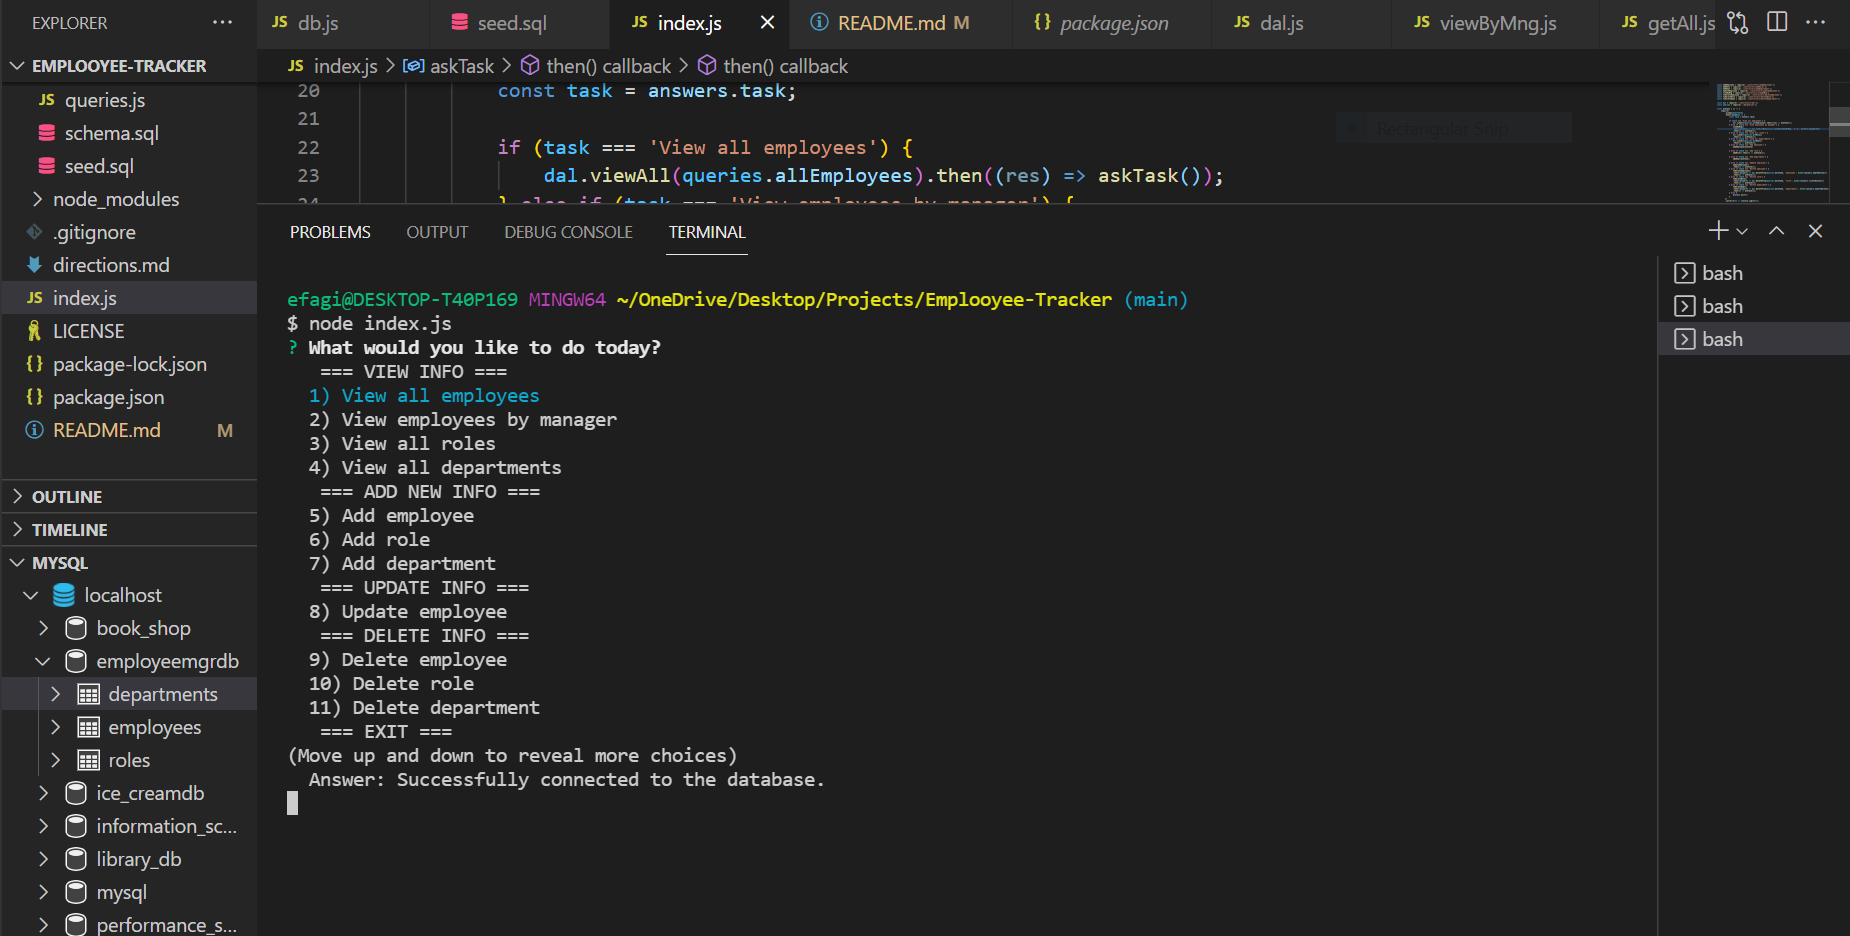 EXPLORER ···
EMPLOOYEE-TRACKER
JS queries.js
schema.sql
seed.sql
node_modules
.gitignore
directions.md
JS index.js
LICENSE
{} package-lock.json
{} package.json
README.md M
OUTLINE
TIMELINE
MYSQL
localhost
book_shop
employeemgrdb
departments
employees
roles
ice_creamdb
information_sc...
library_db
mysql
performance_s...
JS db.js seed.sql JS index.js README.md M {} package.json JS dal.js JS viewByMng.js JS getAll.js
JS index.js > askTask > then() callback > then() callback
20 const task = answers.task;
21
22 if (task === 'View all employees') {
23 dal.viewAll(queries.allEmployees).then((res) => askTask());
24 } else if (task === 'View employees by manager') {
Rectangular Snip
PROBLEMS OUTPUT DEBUG CONSOLE TERMINAL
efagi@DESKTOP-T40P169 MINGW64 ~/OneDrive/Desktop/Projects/Emplooyee-Tracker (main)
$ node index.js
? What would you like to do today?
=== VIEW INFO ===
1) View all employees
2) View employees by manager
3) View all roles
4) View all departments
=== ADD NEW INFO ===
5) Add employee
6) Add role
7) Add department
=== UPDATE INFO ===
8) Update employee
=== DELETE INFO ===
9) Delete employee
10) Delete role
11) Delete department
=== EXIT ===
(Move up and down to reveal more choices)
Answer: Successfully connected to the database.
bash
bash
bash